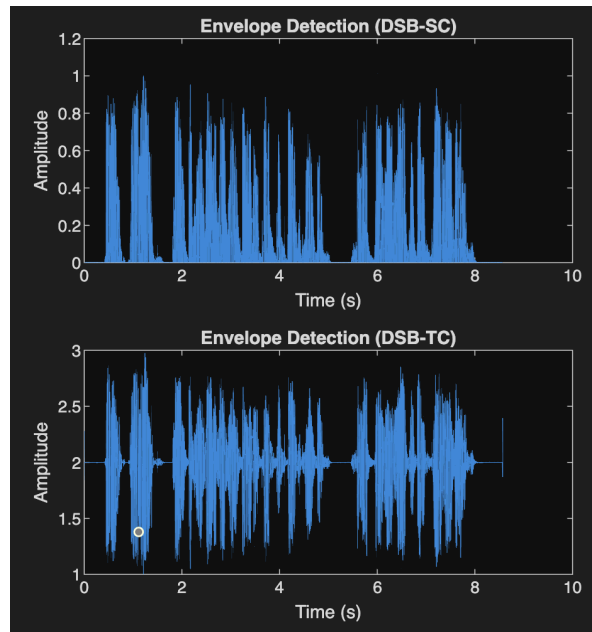 Envelope Detection (DSB-SC)
1.2
1
0.8
0.6
0.4
0.2
0
Amplitude
0 2 4 6 8 10
Time (s)
Envelope Detection (DSB-TC)
3
2.5
2
1.5
1
Amplitude
0 2 4 6 8 10
Time (s)